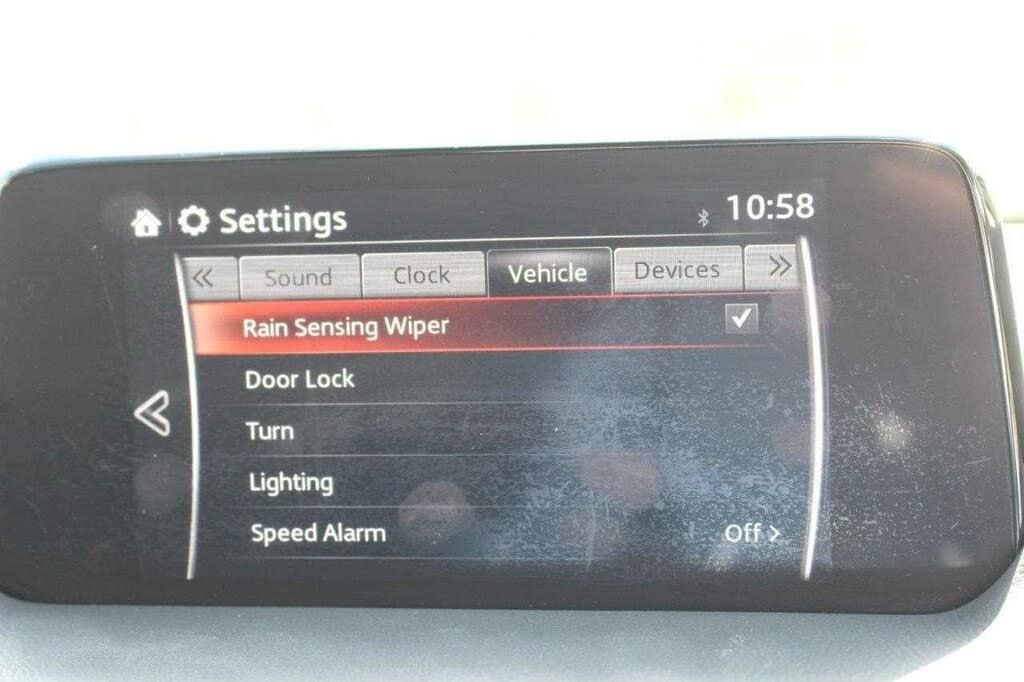 Settings 10:58
« Sound Clock Vehicle Devices »
Rain Sensing Wiper
Door Lock
Turn
Lighting
Speed Alarm Off >